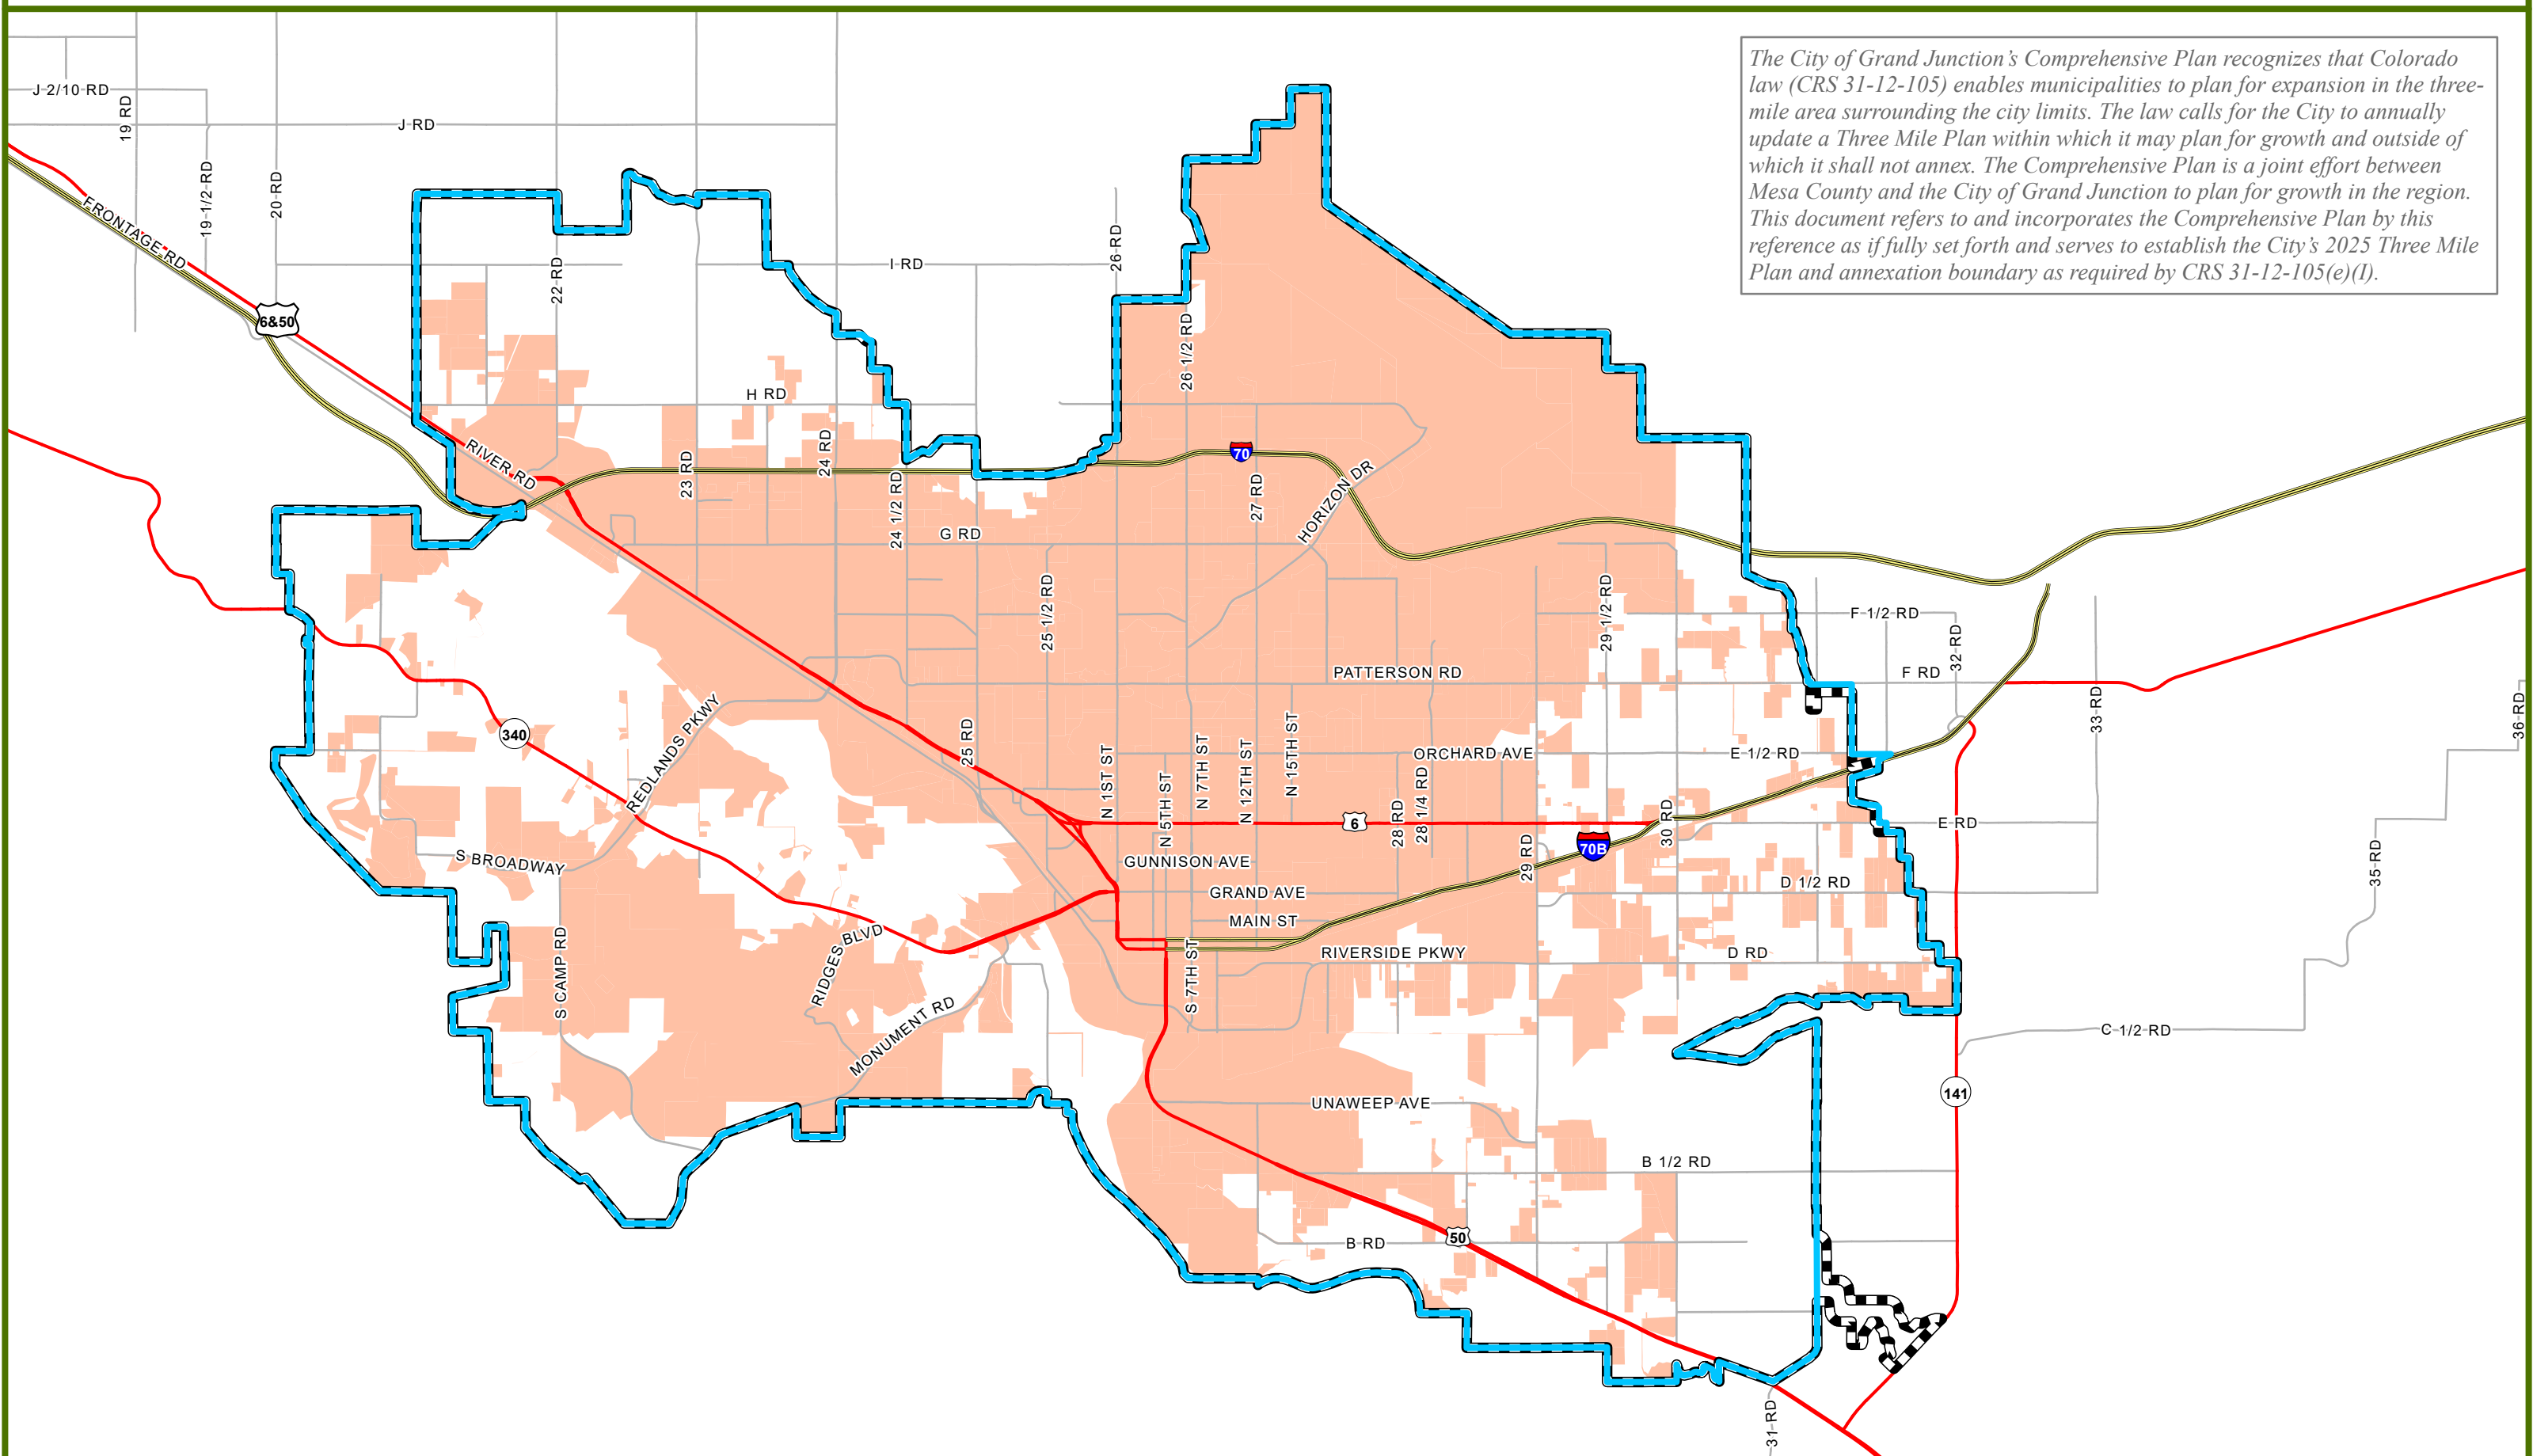 The City of Grand Junction’s Comprehensive Plan recognizes that Colorado
law (CRS 31-12-105) enables municipalities to plan for expansion in the three-
mile area surrounding the city limits. The law calls for the City to annually
update a Three Mile Plan within which it may plan for growth and outside of
which it shall not annex. The Comprehensive Plan is a joint effort between
Mesa County and the City of Grand Junction to plan for growth in the region.
This document refers to and incorporates the Comprehensive Plan by this
reference as if fully set forth and serves to establish the City’s 2025 Three Mile
Plan and annexation boundary as required by CRS 31-12-105(e)(I).
J 2/10 RD
19 RD
J RD
19 1/2 RD
20 RD
FRONTAGE RD
22 RD
I RD
26 RD
6&50
26 1/2 RD
H RD
RIVER RD
23 RD
24 RD
24 1/2 RD
70
27 RD
HORIZON DR
G RD
25 1/2 RD
29 1/2 RD
F 1/2 RD
32 RD
PATTERSON RD
F RD
33 RD
36 RD
340
REDLANDS PKWY
25 RD
N 1ST ST
N 5TH ST
N 7TH ST
N 12TH ST
N 15TH ST
ORCHARD AVE
28 RD
28 1/4 RD
E 1/2 RD
6
30 RD
E RD
70B
29 RD
35 RD
S BROADWAY
GUNNISON AVE
GRAND AVE
D 1/2 RD
MAIN ST
S CAMP RD
RIDGES BLVD
S 7TH ST
RIVERSIDE PKWY
D RD
MONUMENT RD
C 1/2 RD
141
UNAWEEP AVE
B 1/2 RD
50
B RD
31 RD